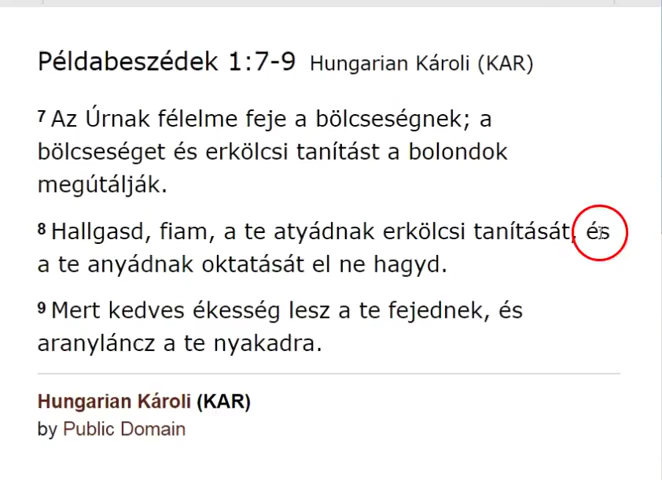 Példabeszédek 1:7-9 Hungarian Károli (KAR)
7 Az Úrnak félelme feje a bölcseségnek; a
bölcseséget és erkölcsi tanítást a bolondok
megútálják.
8 Hallgasd, fiam, a te atyádnak erkölcsi tanítását, és
a te anyádnak oktatását el ne hagyd.
9 Mert kedves ékesség lesz a te fejednek, és
aranyláncz a te nyakadra.
Hungarian Károli (KAR)
by Public Domain